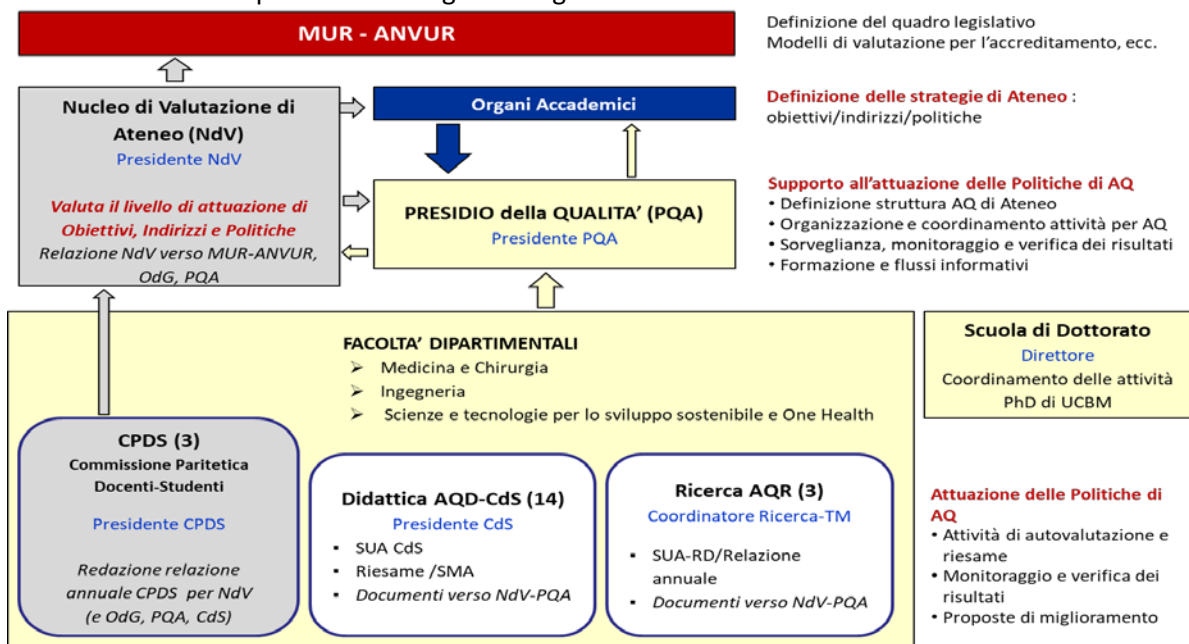 MUR - ANVUR
Definizione del quadro legislativo
Modelli di valutazione per l'accreditamento, ecc.
Nucleo di Valutazione di
Ateneo (NdV)
Presidente NdV
Valuta il livello di attuazione di
Obiettivi, Indirizzi e Politiche
Relazione NdV verso MUR-ANVUR,
OdG, PQA
Organi Accademici
Definizione delle strategie di Ateneo :
obiettivi/indirizzi/politiche
PRESIDIO della QUALITA' (PQA)
Presidente PQA
Supporto all'attuazione delle Politiche di AQ
• Definizione struttura AQ di Ateneo
• Organizzazione e coordinamento attività per AQ
• Sorveglianza, monitoraggio e verifica dei risultati
• Formazione e flussi informativi
FACOLTA' DIPARTIMENTALI
➢ Medicina e Chirurgia
➢ Ingegneria
➢ Scienze e tecnologie per lo sviluppo sostenibile e One Health
Scuola di Dottorato
Direttore
Coordinamento delle attività
PhD di UCBM
CPDS (3)
Commissione Paritetica
Docenti-Studenti
Presidente CPDS
Redazione relazione
annuale CPDS per NdV
(e OdG, PQA, CdS)
Didattica AQD-CdS (14)
Presidente CdS
▪ SUA CdS
▪ Riesame /SMA
▪ Documenti verso NdV-PQA
Ricerca AQR (3)
Coordinatore Ricerca-TM
▪ SUA-RD/Relazione
annuale
▪ Documenti verso NdV-PQA
Attuazione delle Politiche di
AQ
• Attività di autovalutazione e
riesame
• Monitoraggio e verifica dei
risultati
• Proposte di miglioramento